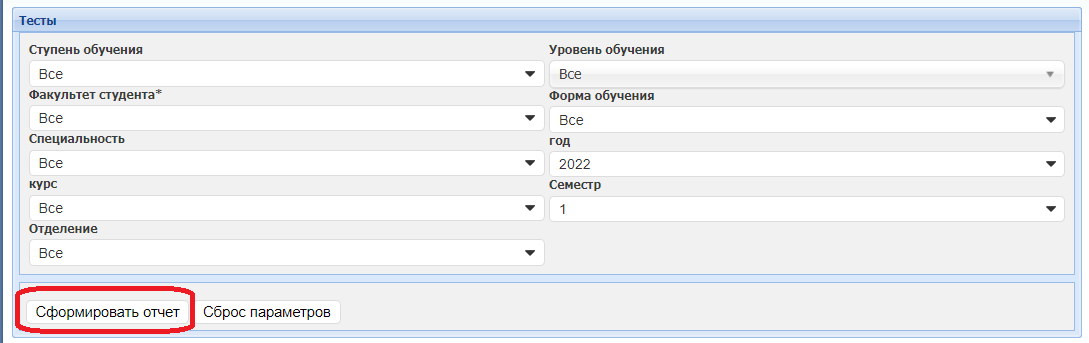 Тесты
Ступень обучения
Все
Уровень обучения
Все
Факультет студента*
Все
Форма обучения
Все
Специальность
Все
год
2022
курс
Все
Семестр
1
Отделение
Все
Сформировать отчет
Сброс параметров